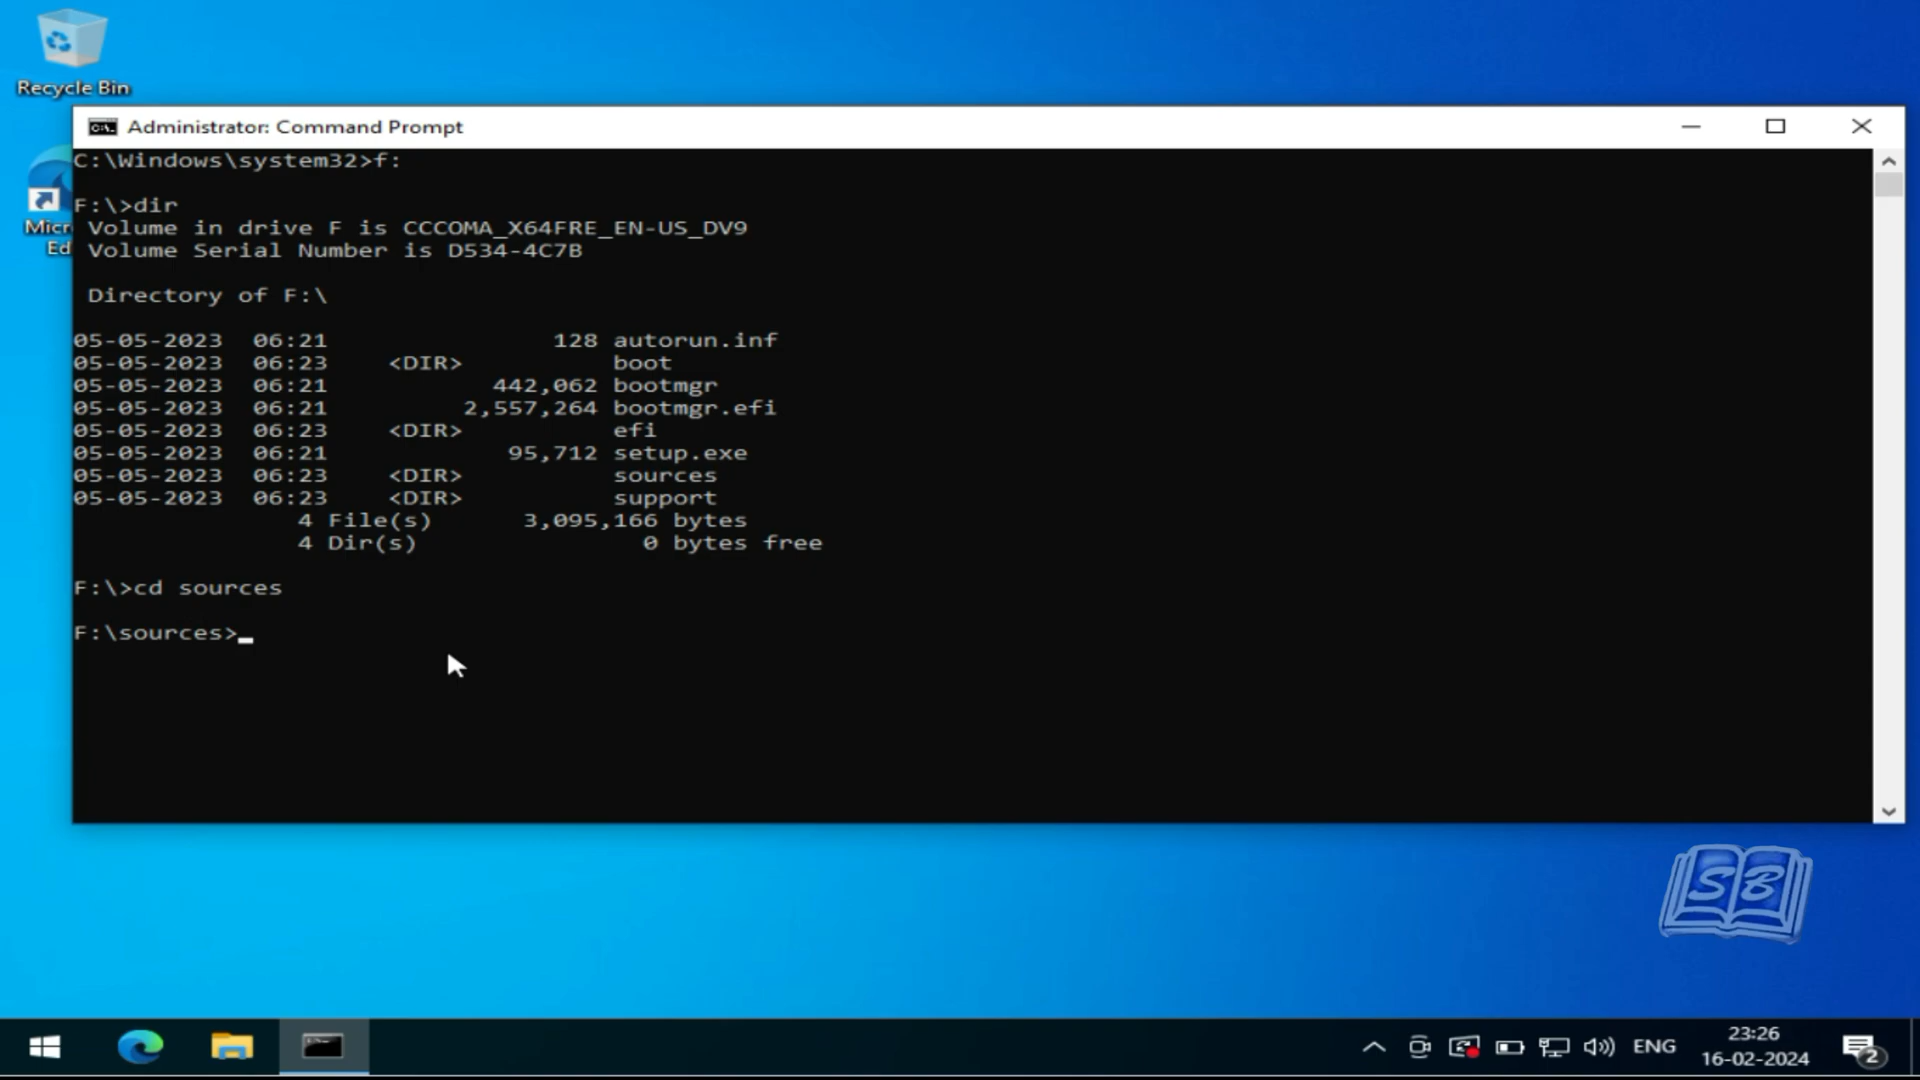 Recycle Bin
Administrator: Command Prompt
Micr
Ed
C:\Windows\system32>f:
F:\>dir
Volume in drive F is CCCOMA_X64FRE_EN-US_DV9
Volume Serial Number is D534-4C7B
Directory of F:\
05-05-2023 06:21 128 autorun.inf
05-05-2023 06:23 <DIR> boot
05-05-2023 06:21 442,062 bootmgr
05-05-2023 06:21 2,557,264 bootmgr.efi
05-05-2023 06:23 <DIR> efi
05-05-2023 06:21 95,712 setup.exe
05-05-2023 06:23 <DIR> sources
05-05-2023 06:23 <DIR> support
4 File(s) 3,095,166 bytes
4 Dir(s) 0 bytes free
F:\>cd sources
F:\sources>_
SB
ENG
23:26
16-02-2024
2